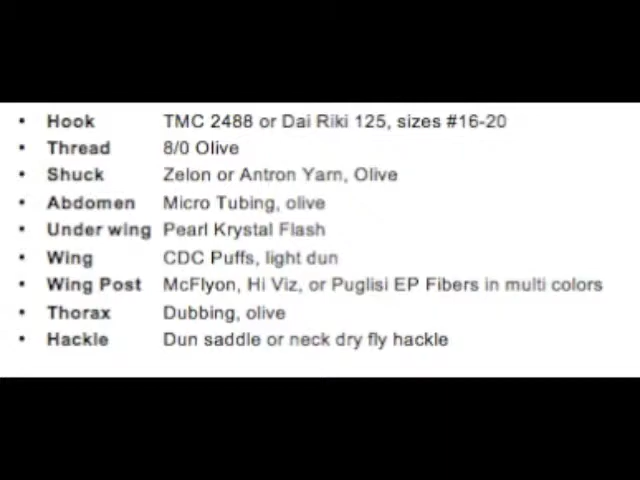 • Hook TMC 2488 or Dai Riki 125, sizes #16-20
• Thread 8/0 Olive
• Shuck Zelon or Antron Yarn, Olive
• Abdomen Micro Tubing, olive
• Under wing Pearl Krystal Flash
• Wing CDC Puffs, light dun
• Wing Post McFlyon, Hi Viz, or Puglisi EP Fibers in multi colors
• Thorax Dubbing, olive
• Hackle Dun saddle or neck dry fly hackle